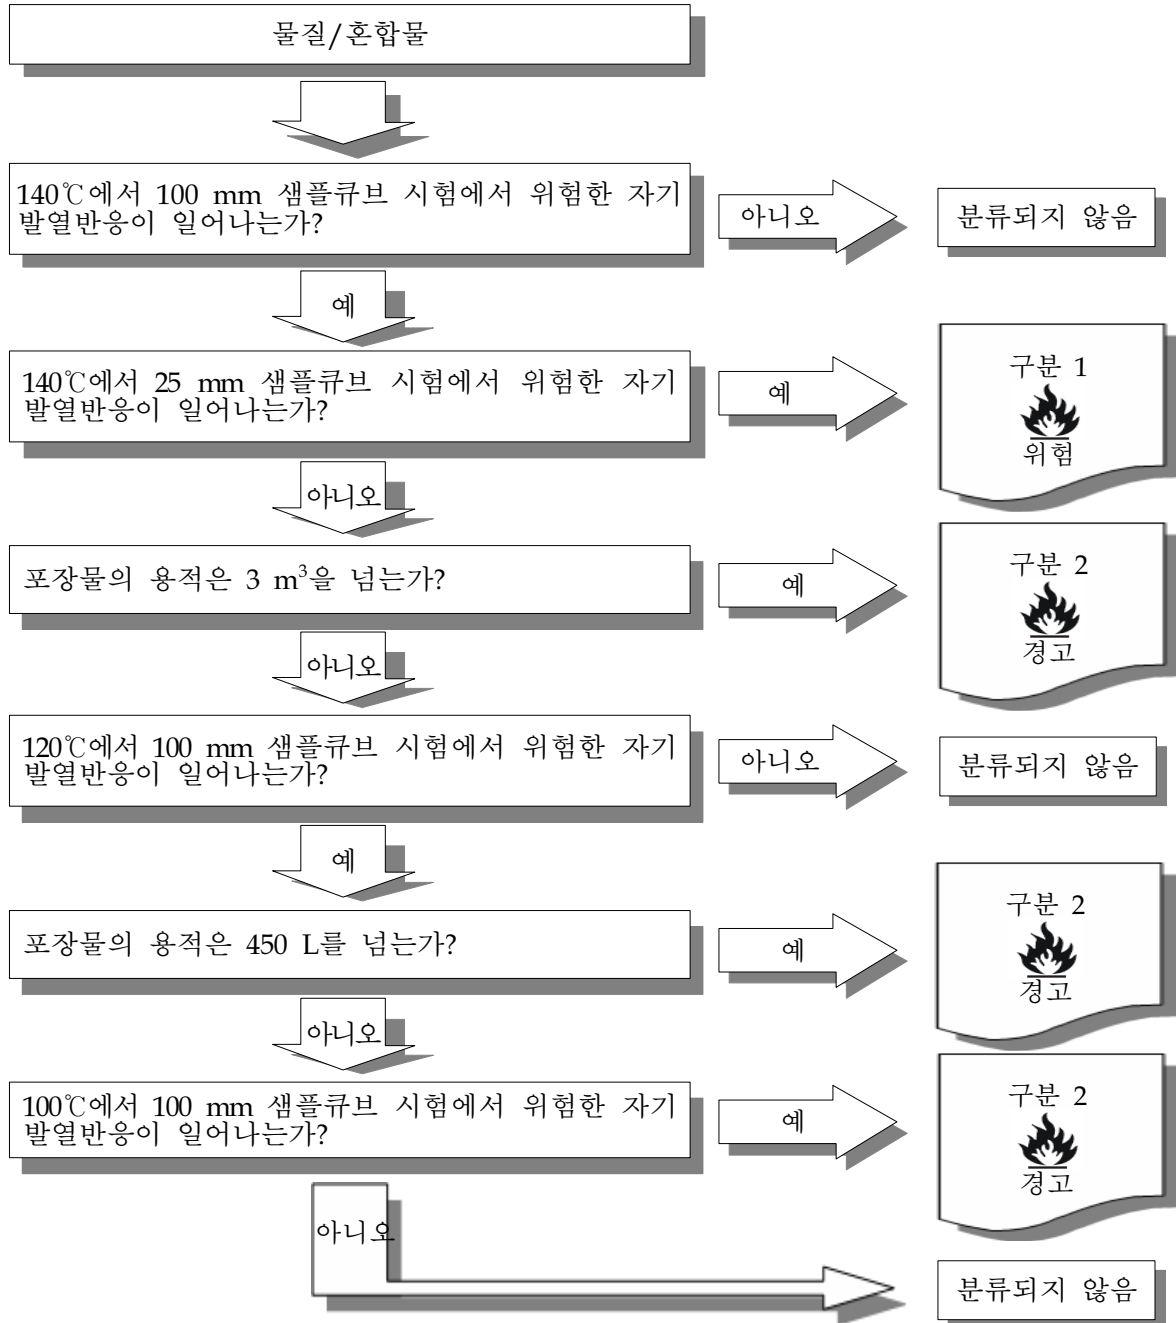 물질/혼합물
140℃에서 100 mm 샘플큐브 시험에서 위험한 자기
발열반응이 일어나는가?
아니오
분류되지 않음
예
140℃에서 25 mm 샘플큐브 시험에서 위험한 자기
발열반응이 일어나는가?
예
구분 1
위험
아니오
포장물의 용적은 3 m³을 넘는가?
예
구분 2
경고
아니오
120℃에서 100 mm 샘플큐브 시험에서 위험한 자기
발열반응이 일어나는가?
아니오
분류되지 않음
예
포장물의 용적은 450 L를 넘는가?
예
구분 2
경고
아니오
100℃에서 100 mm 샘플큐브 시험에서 위험한 자기
발열반응이 일어나는가?
예
구분 2
경고
아니오
분류되지 않음